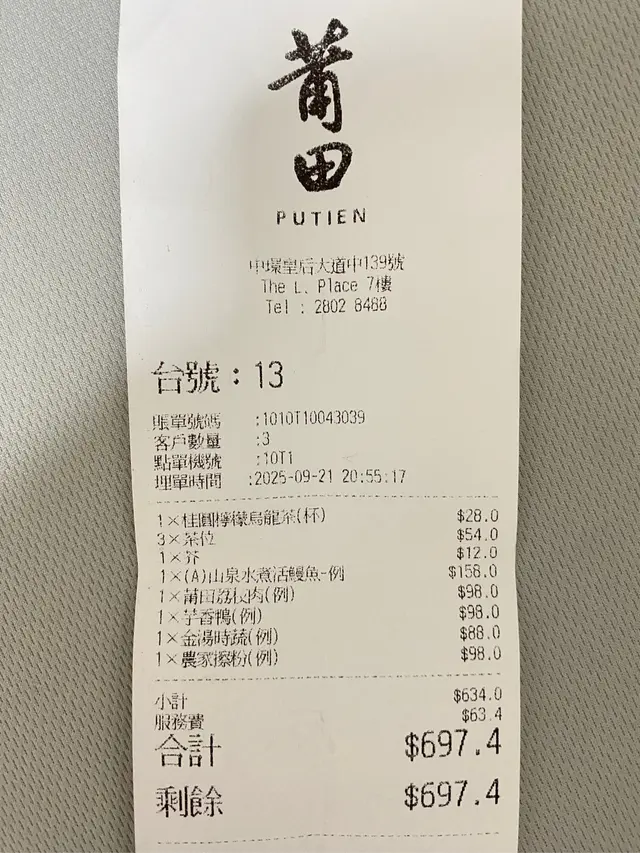 莆
田
PUTIEN
中環皇后大道中139號
The L. Place 7樓
Tel : 2802 8488
台號：13
賬單號碼 :1010T10043039
客戶數量 :3
點單機號 :10T1
埋單時間 :2025-09-21 20:55:17
1×桂圓檸檬烏龍茶(杯) $28.0
3×茶位 $54.0
1×芥 $12.0
1×(A)山泉水煮活鰻魚-例 $158.0
1×莆田荔枝肉(例) $98.0
1×芋香鴨(例) $98.0
1×金湯時蔬(例) $88.0
1×農家擦粉(例) $98.0
小計 $634.0
服務費 $63.4
合計 $697.4
剩餘 $697.4